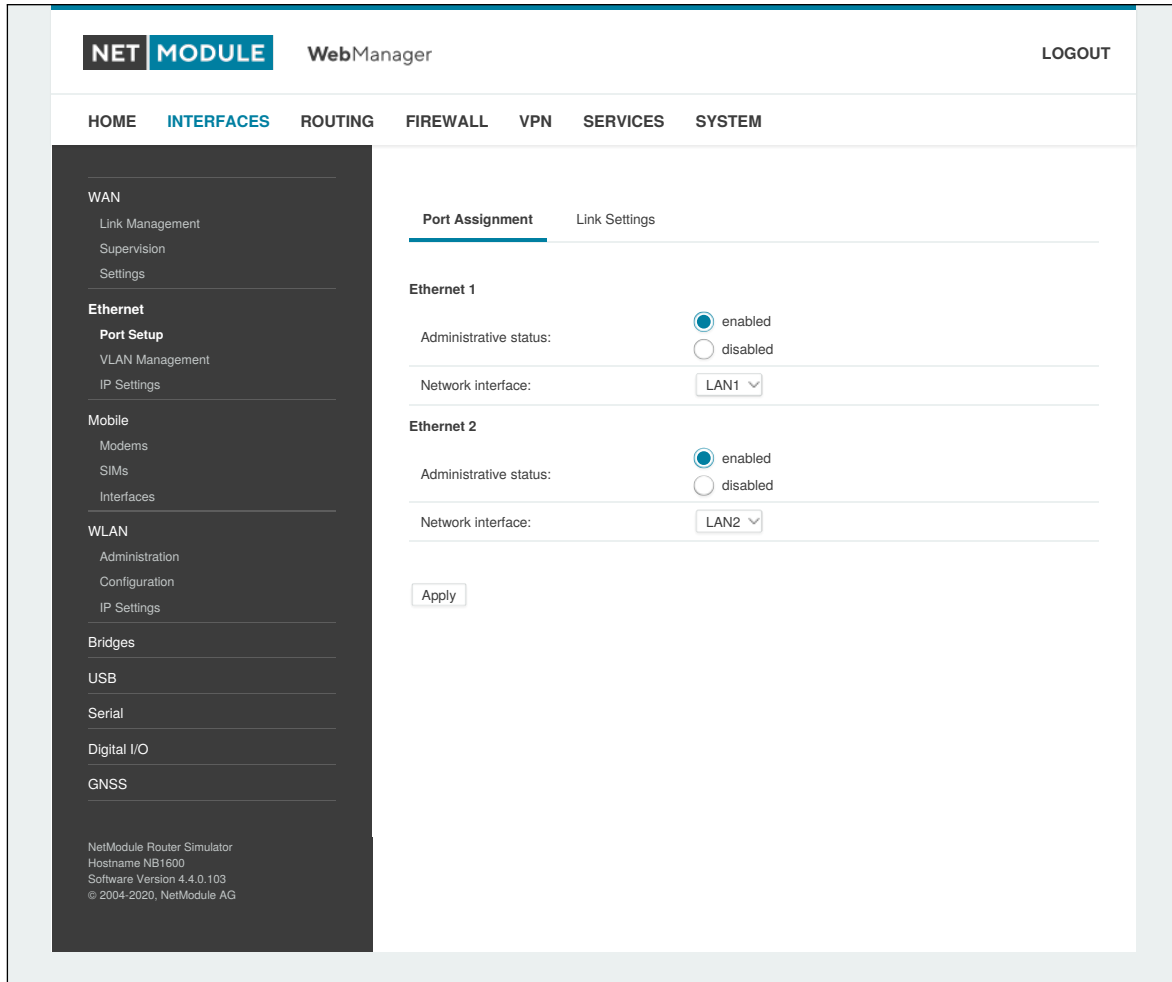 NET MODULE WebManager LOGOUT
HOME INTERFACES ROUTING FIREWALL VPN SERVICES SYSTEM
WAN
Link Management
Supervision
Settings
Ethernet
Port Setup
VLAN Management
IP Settings
Mobile
Modems
SIMs
Interfaces
WLAN
Administration
Configuration
IP Settings
Bridges
USB
Serial
Digital I/O
GNSS
NetModule Router Simulator
Hostname NB1600
Software Version 4.4.0.103
© 2004-2020, NetModule AG
Port Assignment Link Settings
Ethernet 1
Administrative status:
enabled
disabled
Network interface: LAN1
Ethernet 2
Administrative status:
enabled
disabled
Network interface: LAN2
Apply